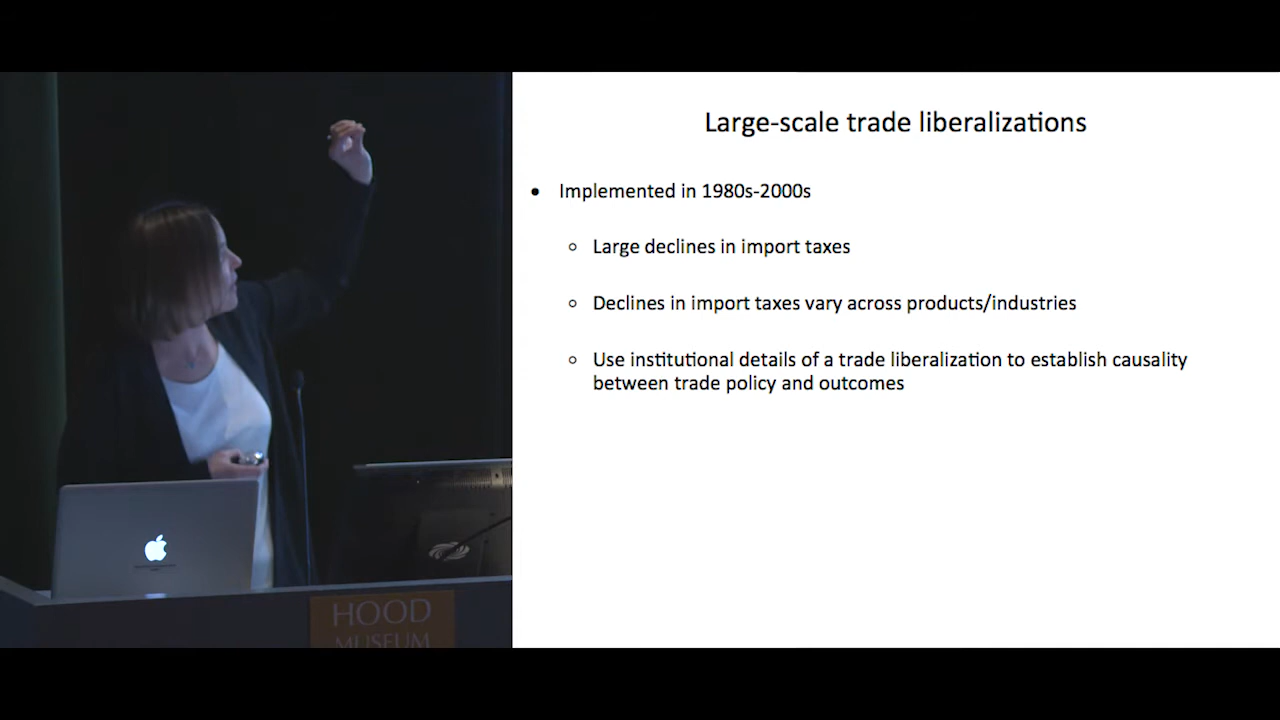 Large-scale trade liberalizations
• Implemented in 1980s-2000s
○ Large declines in import taxes
○ Declines in import taxes vary across products/industries
○ Use institutional details of a trade liberalization to establish causality
between trade policy and outcomes
HOOD
MUSEUM